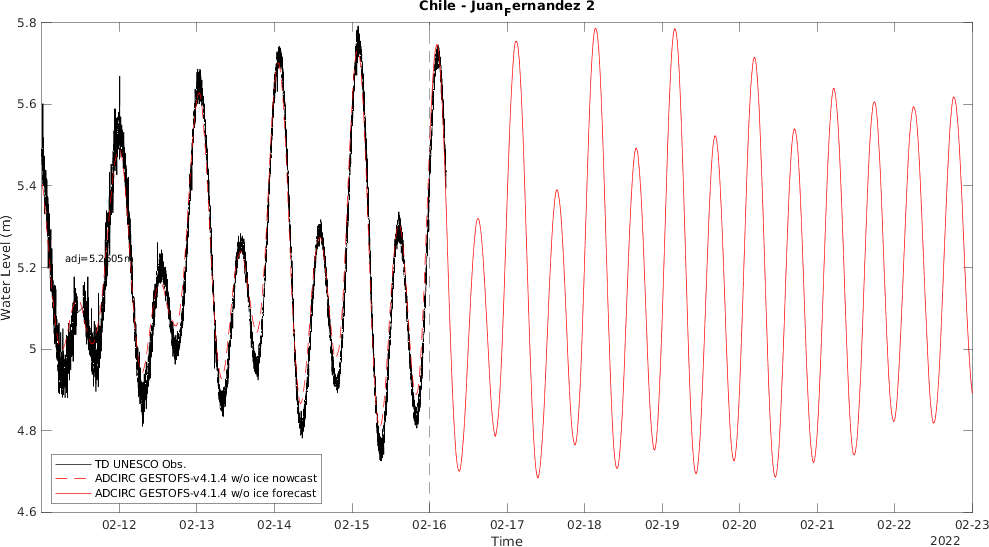 Chile - Juan_Fernandez 2
5.8
5.6
5.4
5.2
5
4.8
4.6
Water Level (m)
adj=5.2605m
TD UNESCO Obs.
ADCIRC GESTOFS-v4.1.4 w/o ice nowcast
ADCIRC GESTOFS-v4.1.4 w/o ice forecast
02-12 02-13 02-14 02-15 02-16 02-17 02-18 02-19 02-20 02-21 02-22 02-23
Time
2022